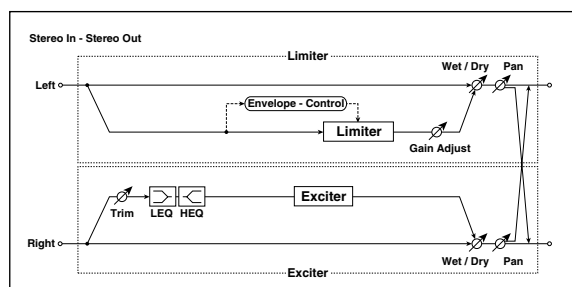 Stereo In - Stereo Out
Limiter
Wet / Dry
Pan
Left
Envelope - Control
Limiter
Gain Adjust
Exciter
Trim
LEQ
HEQ
Right
Wet / Dry
Pan
Exciter